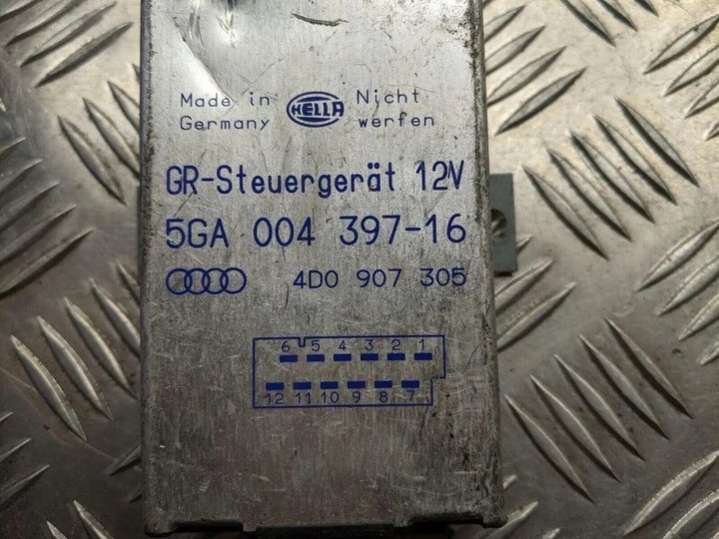 Made in Germany HELLA Nicht werfen
GR-Steuergerät 12V
5GA 004 397-16
4D0 907 305
6 5 4 3 2 1
12 11 10 9 8 7